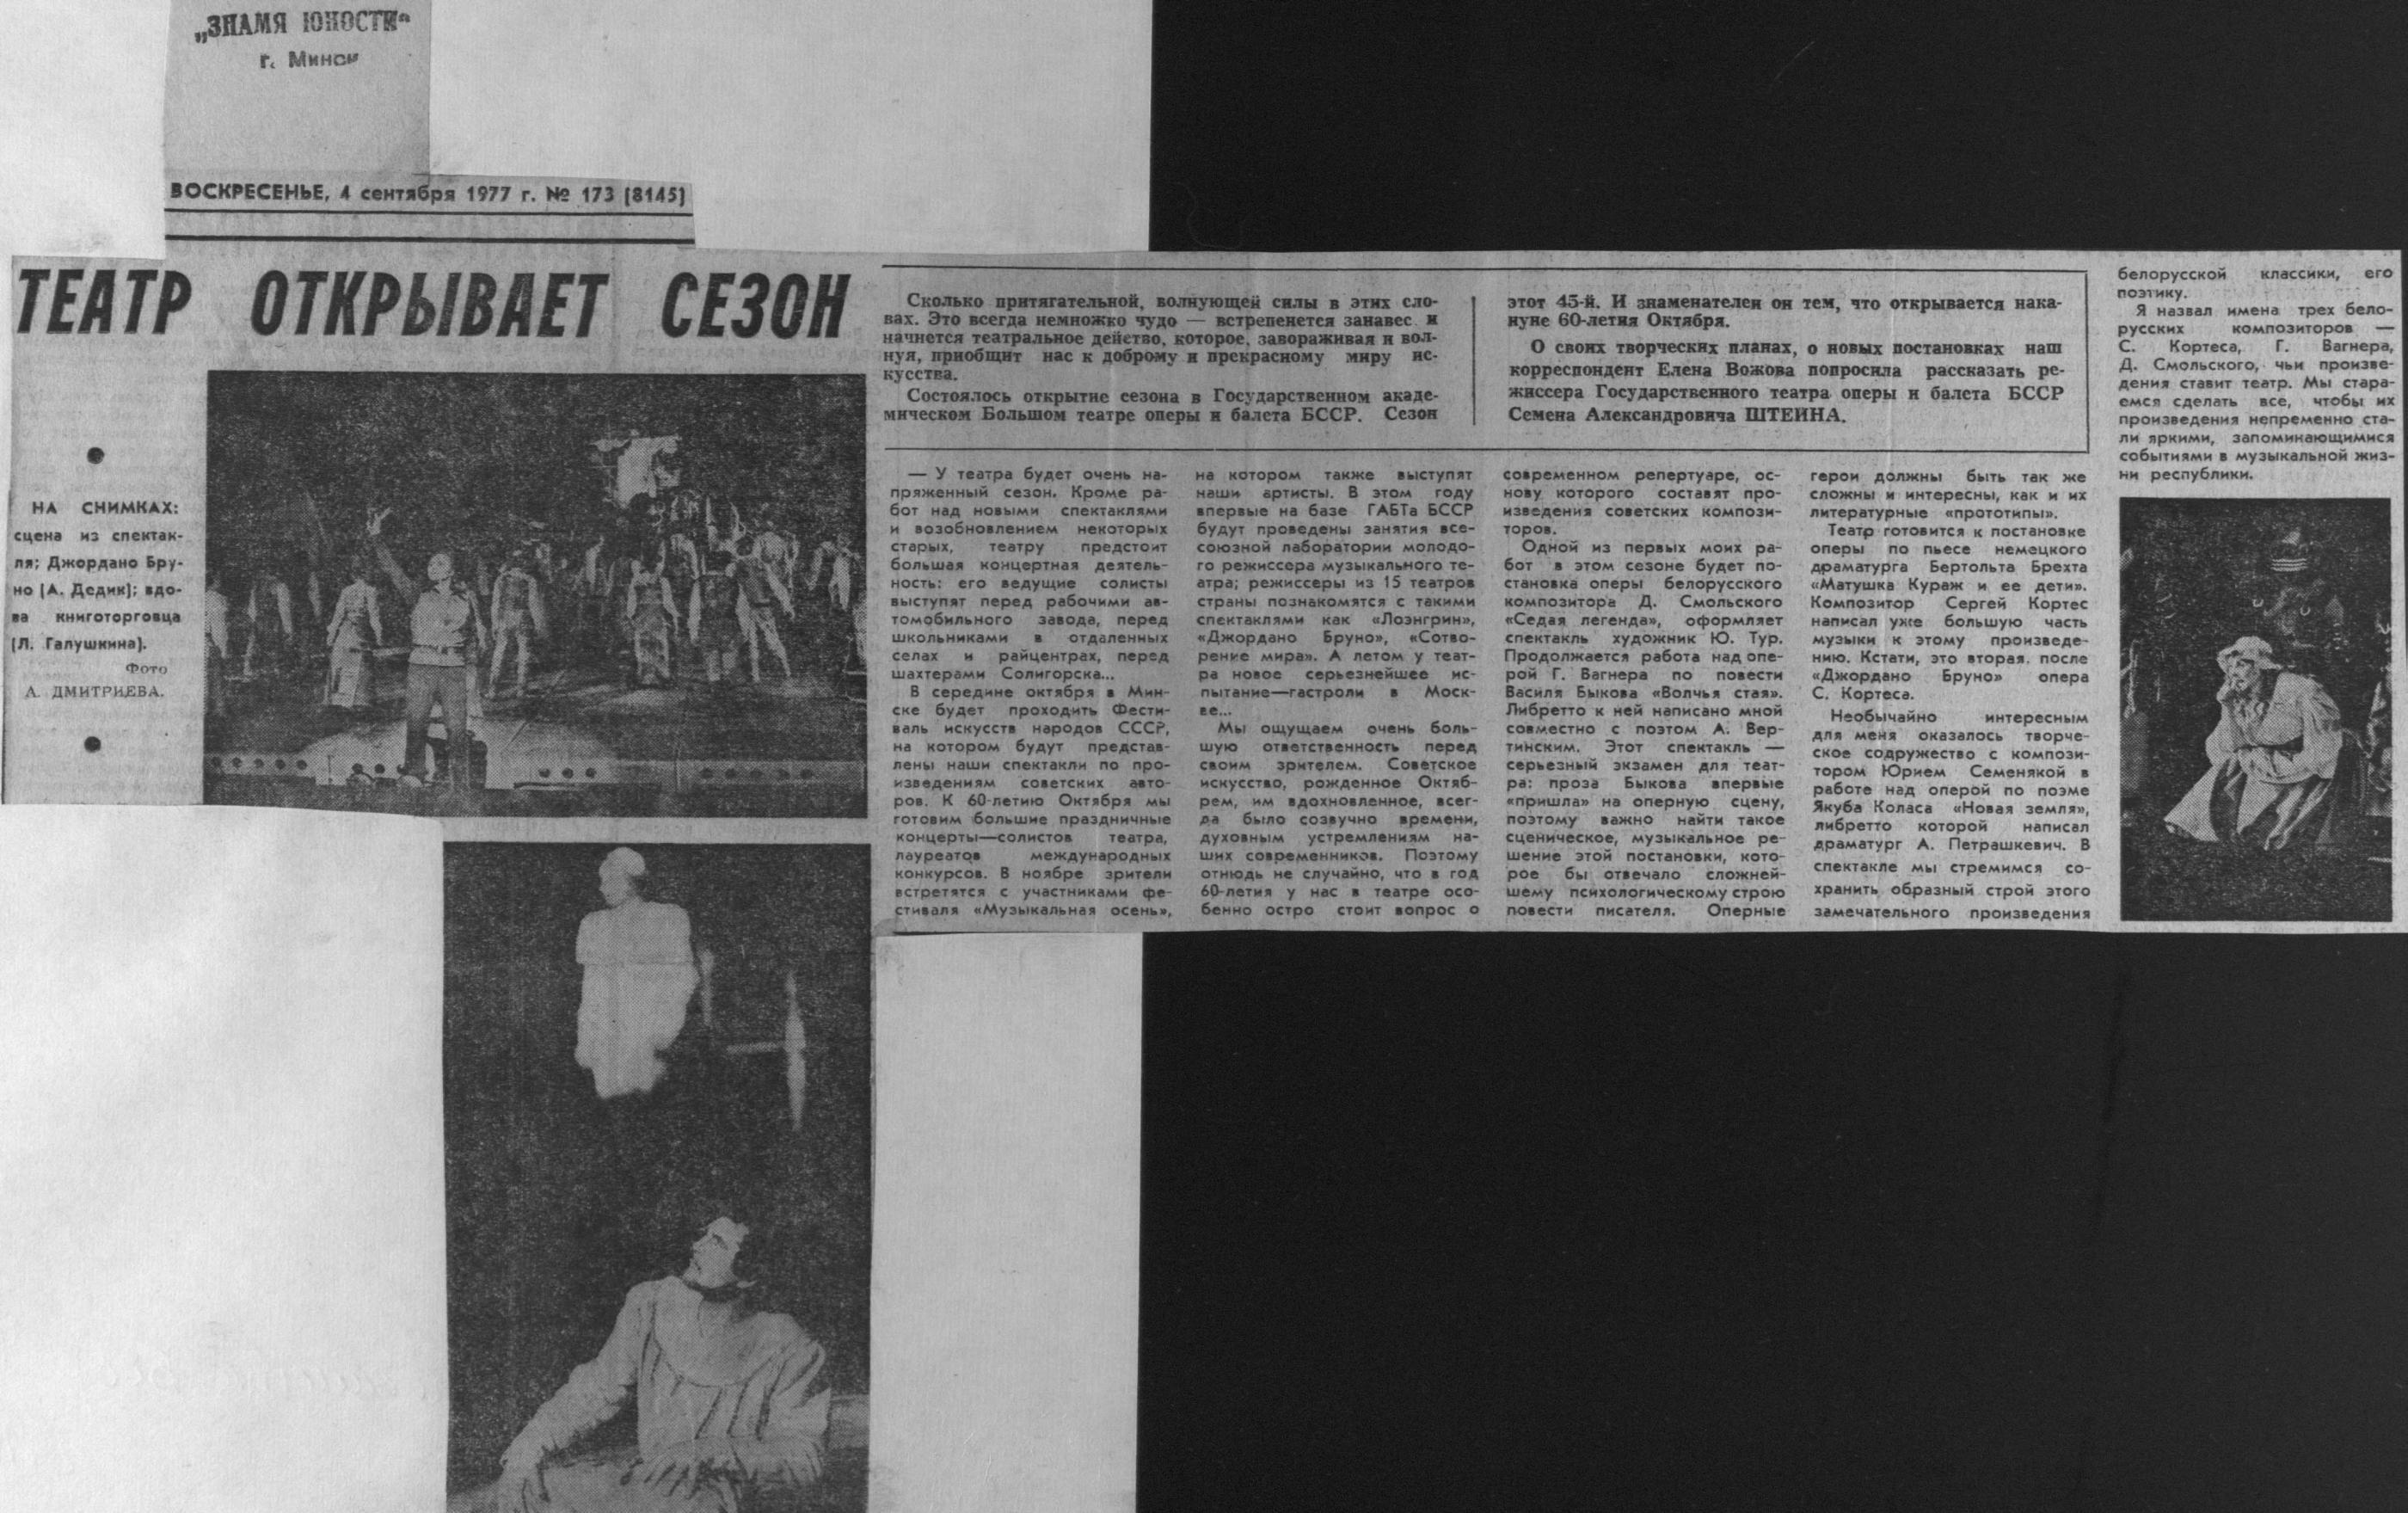 „ЗНАМЯ ЮНОСТИ“
г. Минск
ВОСКРЕСЕНЬЕ, 4 сентября 1977 г. № 173 (8145)
ТЕАТР ОТКРЫВАЕТ СЕЗОН
НА СНИМКАХ:
сцена из спектак-
ля; Джордано Бру-
но (А. Дедик); вдо-
ва книготорговца
(Л. Галушкина).
Фото
А. ДМИТРИЕВА.
Сколько притягательной, волнующей силы в этих сло-
вах. Это всегда немножко чудо — встрепенется занавес и
начнется театральное действо, которое, завораживая и вол-
нуя, приобщит нас к доброму и прекрасному миру ис-
кусства.
Состоялось открытие сезона в Государственном акаде-
мическом Большом театре оперы и балета БССР. Сезон
этот 45-й. И знаменателен он тем, что открывается нака-
нуне 60-летия Октября.
О своих творческих планах, о новых постановках наш
корреспондент Елена Вожова попросила рассказать ре-
жиссера Государственного театра оперы и балета БССР
Семена Александровича ШТЕЙНА.
— У театра будет очень на-
пряженный сезон. Кроме ра-
бот над новыми спектаклями
и возобновлением некоторых
старых, театру предстоит
большая концертная деятель-
ность: его ведущие солисты
выступят перед рабочими ав-
томобильного завода, перед
школьниками в отдаленных
селах и райцентрах, перед
шахтерами Солигорска...
В середине октября в Мин-
ске будет проходить Фести-
валь искусств народов СССР,
на котором будут представ-
лены наши спектакли по про-
изведениям советских авто-
ров. К 60-летию Октября мы
готовим большие праздничные
концерты—солистов театра,
лауреатов международных
конкурсов. В ноябре зрители
встретятся с участниками фе-
стиваля «Музыкальная осень»,
на котором также выступят
наши артисты. В этом году
впервые на базе ГАБТа БССР
будут проведены занятия все-
союзной лаборатории молодо-
го режиссера музыкального те-
атра; режиссеры из 15 театров
страны познакомятся с такими
спектаклями как «Лоэнгрин»,
«Джордано Бруно», «Сотво-
рение мира». А летом у теат-
ра новое серьезнейшее ис-
пытание—гастроли в Моск-
ве...
Мы ощущаем очень боль-
шую ответственность перед
своим зрителем. Советское
искусство, рожденное Октяб-
рем, им вдохновленное, всег-
да было созвучно времени,
духовным устремлениям на-
ших современников. Поэтому
отнюдь не случайно, что в год
60-летия у нас в театре осо-
бенно остро стоит вопрос о
современном репертуаре, ос-
нову которого составят про-
изведения советских компози-
торов.
Одной из первых моих ра-
бот в этом сезоне будет по-
становка оперы белорусского
композитора Д. Смольского
«Седая легенда», оформляет
спектакль художник Ю. Тур.
Продолжается работа над опе-
рой Г. Вагнера по повести
Василя Быкова «Волчья стая».
Либретто к ней написано мной
совместно с поэтом А. Вер-
тинским. Этот спектакль —
серьезный экзамен для теат-
ра: проза Быкова впервые
«пришла» на оперную сцену,
поэтому важно найти такое
сценическое, музыкальное ре-
шение этой постановки, кото-
рое бы отвечало сложней-
шему психологическому строю
повести писателя. Оперные
герои должны быть так же
сложны и интересны, как и их
литературные «прототипы».
Театр готовится к постановке
оперы по пьесе немецкого
драматурга Бертольта Брехта
«Матушка Кураж и ее дети».
Композитор Сергей Кортес
написал уже большую часть
музыки к этому произведе-
нию. Кстати, это вторая. после
«Джордано Бруно» опера
С. Кортеса.
Необычайно интересным
для меня оказалось творче-
ское содружество с компози-
тором Юрием Семенякой в
работе над оперой по поэме
Якуба Коласа «Новая земля»,
либретто которой написал
драматург А. Петрашкевич. В
спектакле мы стремимся со-
хранить образный строй этого
замечательного произведения
белорусской классики, его
поэтику.
Я назвал имена трех бело-
русских композиторов —
С. Кортеса, Г. Вагнера,
Д. Смольского, чьи произве-
дения ставит театр. Мы стара-
емся сделать все, чтобы их
произведения непременно ста-
ли яркими, запоминающимися
событиями в музыкальной жиз-
ни республики.